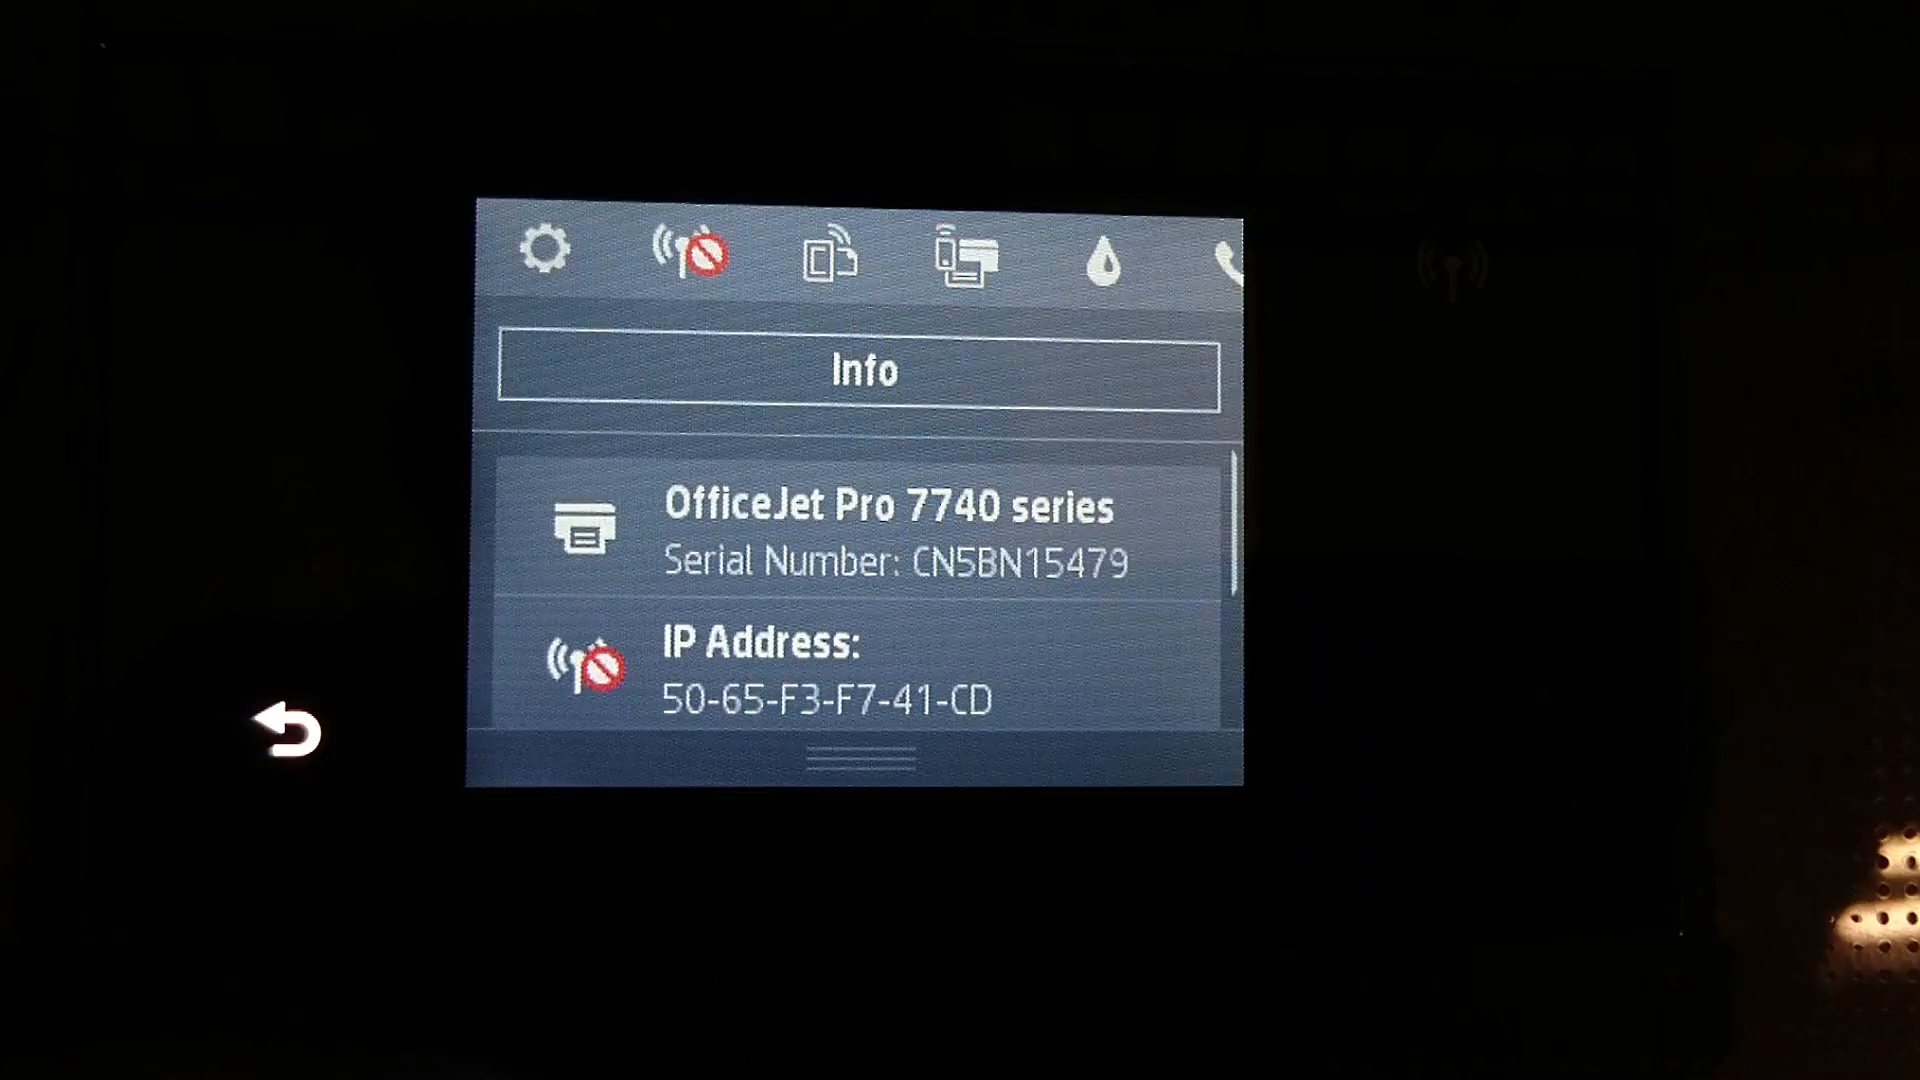 Info
OfficeJet Pro 7740 series
Serial Number: CN5BN15479
IP Address:
50-65-F3-F7-41-CD